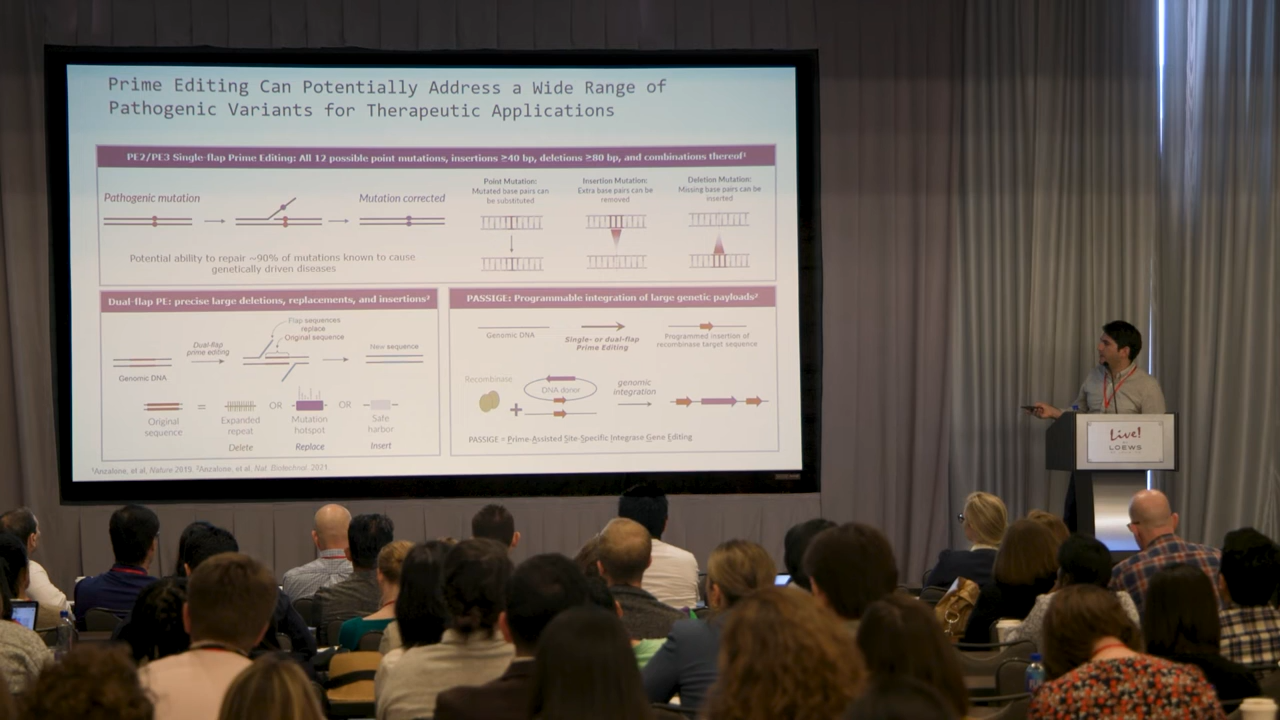 Prime Editing Can Potentially Address a Wide Range of
Pathogenic Variants for Therapeutic Applications
PE2/PE3 Single-flap Prime Editing: All 12 possible point mutations, insertions ≥40 bp, deletions ≥80 bp, and combinations thereof¹
Pathogenic mutation
Mutation corrected
Potential ability to repair ~90% of mutations known to cause
genetically driven diseases
Point Mutation:
Mutated base pairs can
be substituted
Insertion Mutation:
Extra base pairs can be
removed
Deletion Mutation:
Missing base pairs can be
inserted
Dual-flap PE: precise large deletions, replacements, and insertions²
Flap sequences
replace
Original sequence
Dual-flap
prime editing
New sequence
Genomic DNA
Original
sequence
=
Expanded
repeat
OR
Mutation
hotspot
OR
Safe
harbor
Delete
Replace
Insert
PASSIGE: Programmable integration of large genetic payloads²
Genomic DNA
Single- or dual-flap
Prime Editing
Programmed insertion of
recombinase target sequence
Recombinase
+
DNA donor
genomic
integration
PASSIGE = Prime-Assisted Site-Specific Integrase Gene Editing
¹Anzalone, et al, Nature 2019. ²Anzalone, et al. Nat. Biotechnol. 2021.
Live!
BY
LOEWS